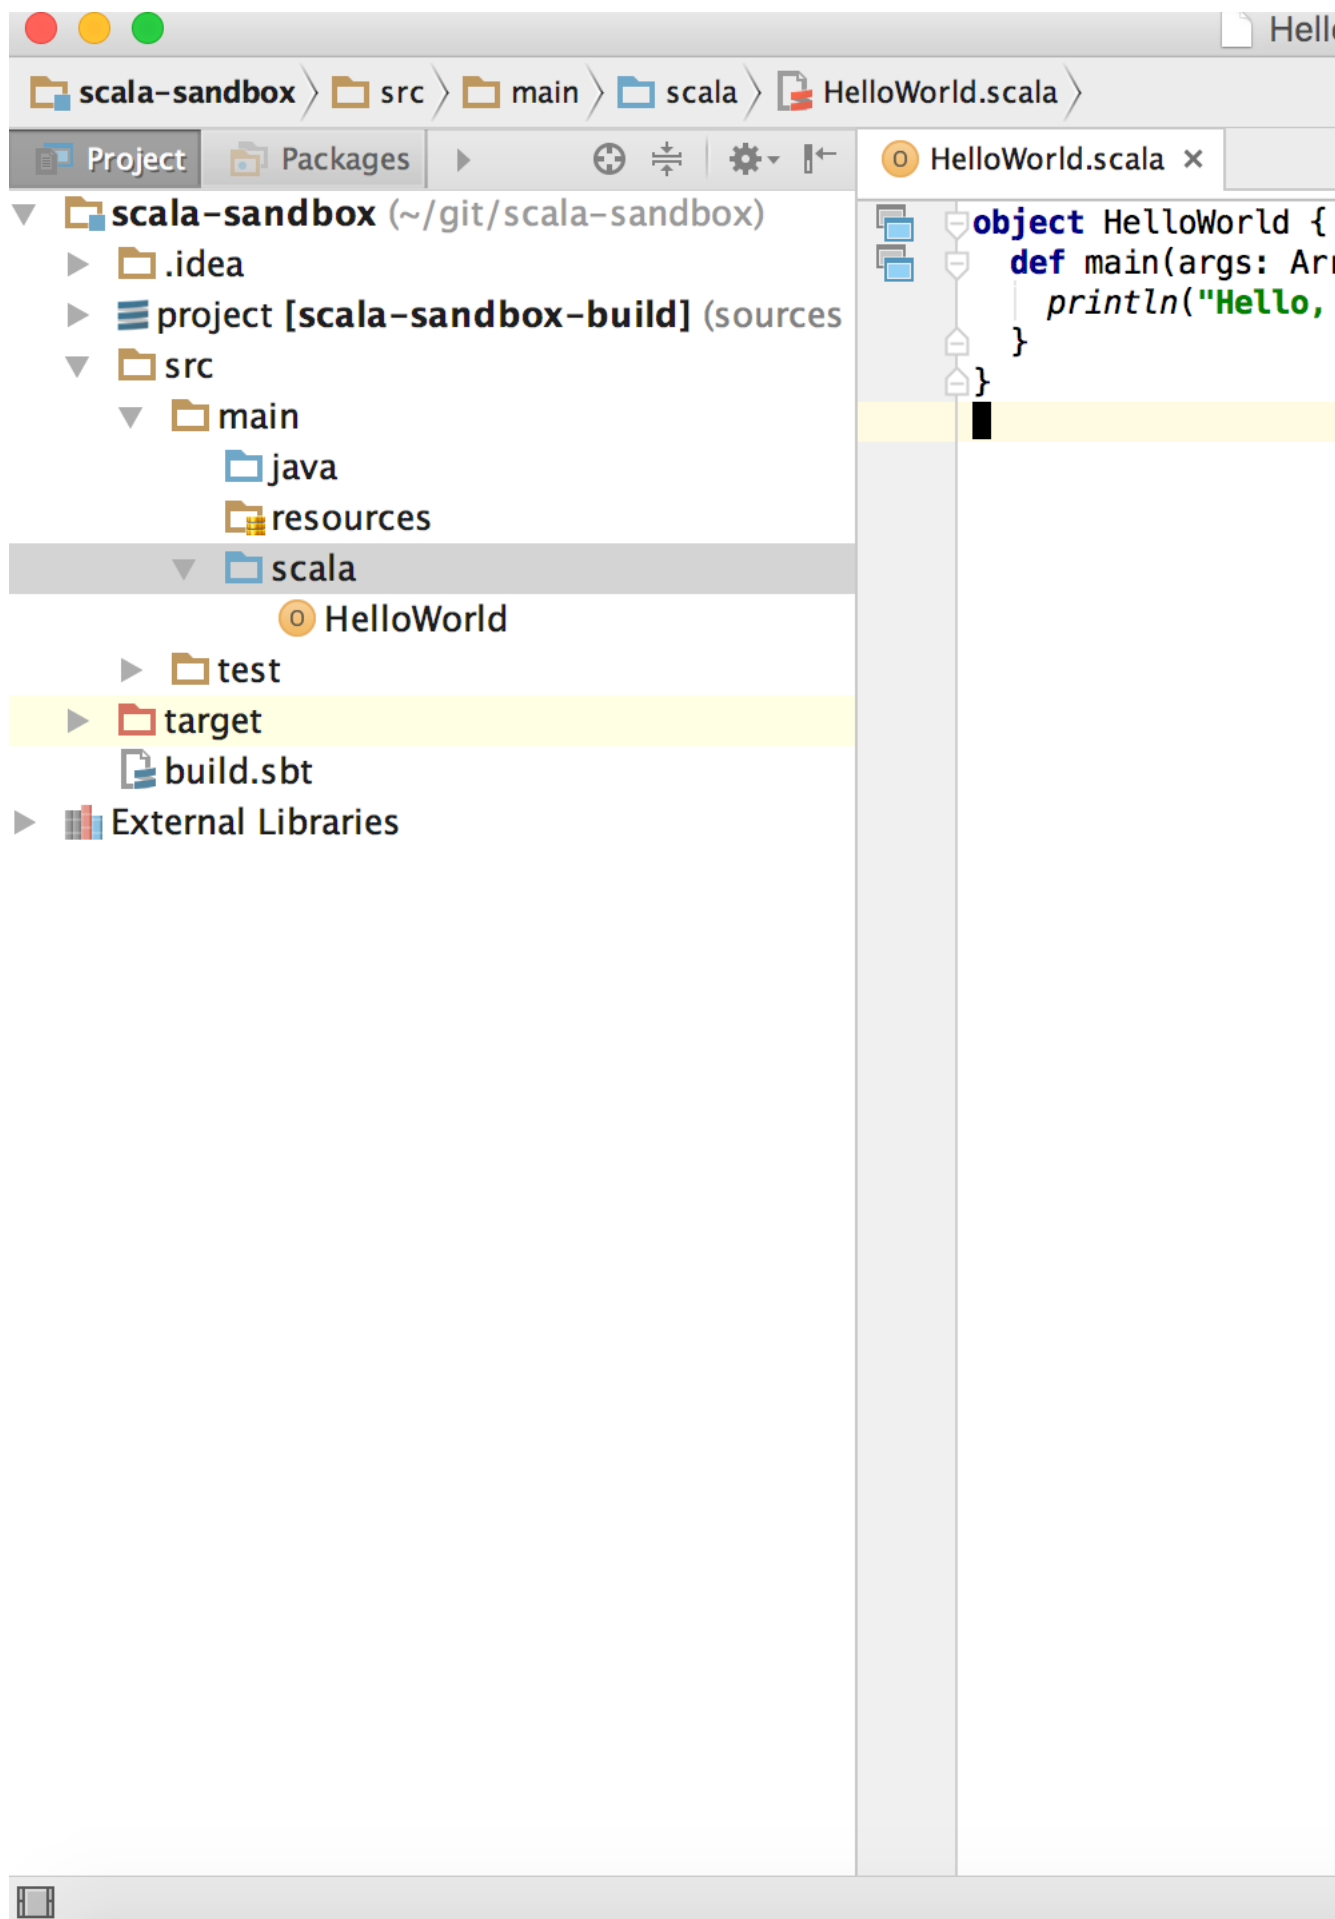 Hell
scala-sandbox src main scala HelloWorld.scala
Project Packages HelloWorld.scala
scala-sandbox (~/git/scala-sandbox)
.idea
project [scala-sandbox-build] (sources
src
main
java
resources
scala
HelloWorld
test
target
build.sbt
External Libraries
object HelloWorld {
def main(args: Arr
println("Hello,
}
}